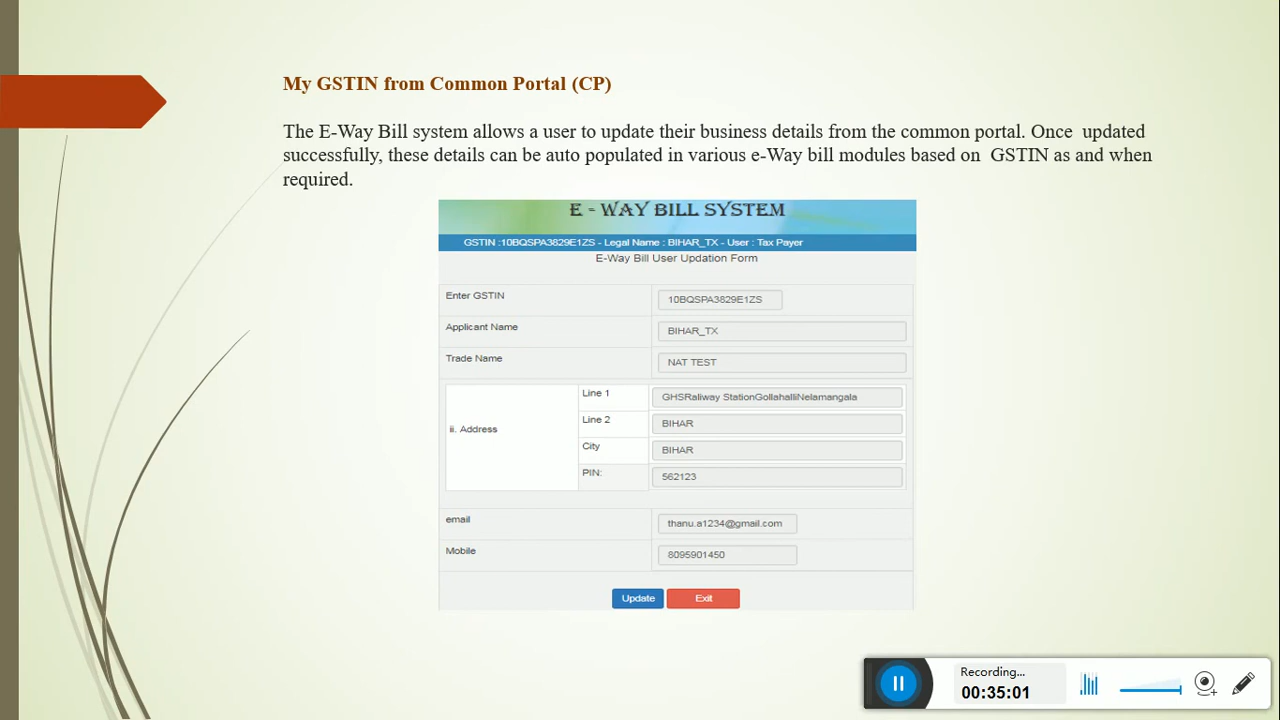 My GSTIN from Common Portal (CP)
The E-Way Bill system allows a user to update their business details from the common portal. Once updated
successfully, these details can be auto populated in various e-Way bill modules based on GSTIN as and when
required.
E - WAY BILL SYSTEM
GSTIN :10BQSPA3829E1ZS - Legal Name : BIHAR_TX - User : Tax Payer
E-Way Bill User Updation Form
Enter GSTIN 10BQSPA3829E1ZS
Applicant Name BIHAR_TX
Trade Name NAT TEST
ii. Address
Line 1 GHSRaliway StationGollahalliNelamangala
Line 2 BIHAR
City BIHAR
PIN: 562123
email thanu.a1234@gmail.com
Mobile 8095901450
Update Exit
Recording...
00:35:01